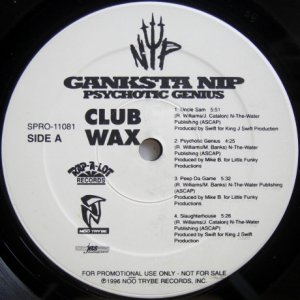 NIP
GANKSTA NIP
PSYCHOTIC GENIUS
SPRO-11081
SIDE A
CLUB
WAX
1. Uncle Sam 5:51
(R. Williams/J. Catalon) N-The-Water
Publishing (ASCAP)
Produced by Swift for King J Swift Production
2. Psychotic Genius 4:25
(R. Williams/M. Banks) N-The-Water
Publishing (ASCAP)
Produced by Mike B. for Little Funky
Productions
3. Peep Da Game 5:32
(R. Williams/M. Banks) N-The-Water Publishing
(ASCAP)
Produced by Mike B. for Little Funky
Productions
4. Slaughterhouse 5:26
(R. Williams/J. Catalon) N-The-Water
Publishing (ASCAP)
Produced by Swift for King J Swift
Production
RAP-A-LOT
RECORDS
NOO TRYBE
FOR PROMOTIONAL USE ONLY - NOT FOR SALE
℗©1996 NOO TRYBE RECORDS, INC.